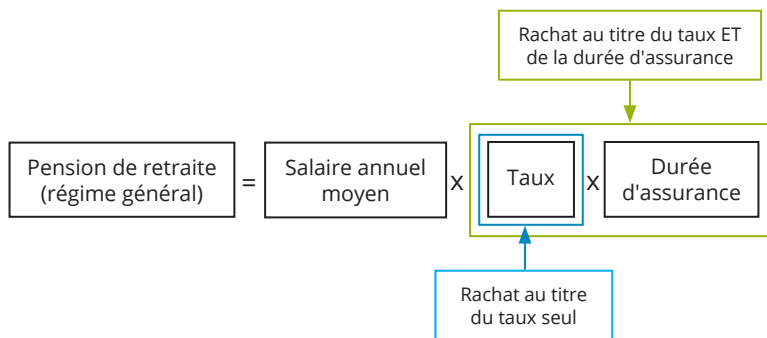 Rachat au titre du taux ET
de la durée d'assurance
Pension de retraite
(régime général)
=
Salaire annuel
moyen
x
Taux
x
Durée
d'assurance
Rachat au titre
du taux seul